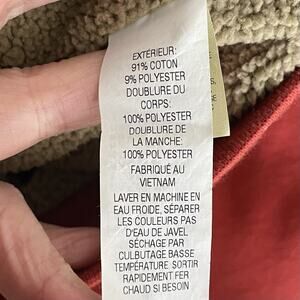 EXTÉRIEUR:
91% COTON
9% POLYESTER
DOUBLURE DU
CORPS:
100% POLYESTER
DOUBLURE DE
LA MANCHE:
100% POLYESTER
FABRIQUÉ AU
VIETNAM
LAVER EN MACHINE EN
EAU FROIDE, SÉPARER
LES COULEURS PAS
D'EAU DE JAVEL
SÉCHAGE PAR
CULBUTAGE BASSE
TEMPÉRATURE SORTIR
RAPIDEMENT FER
CHAUD SI BESOIN